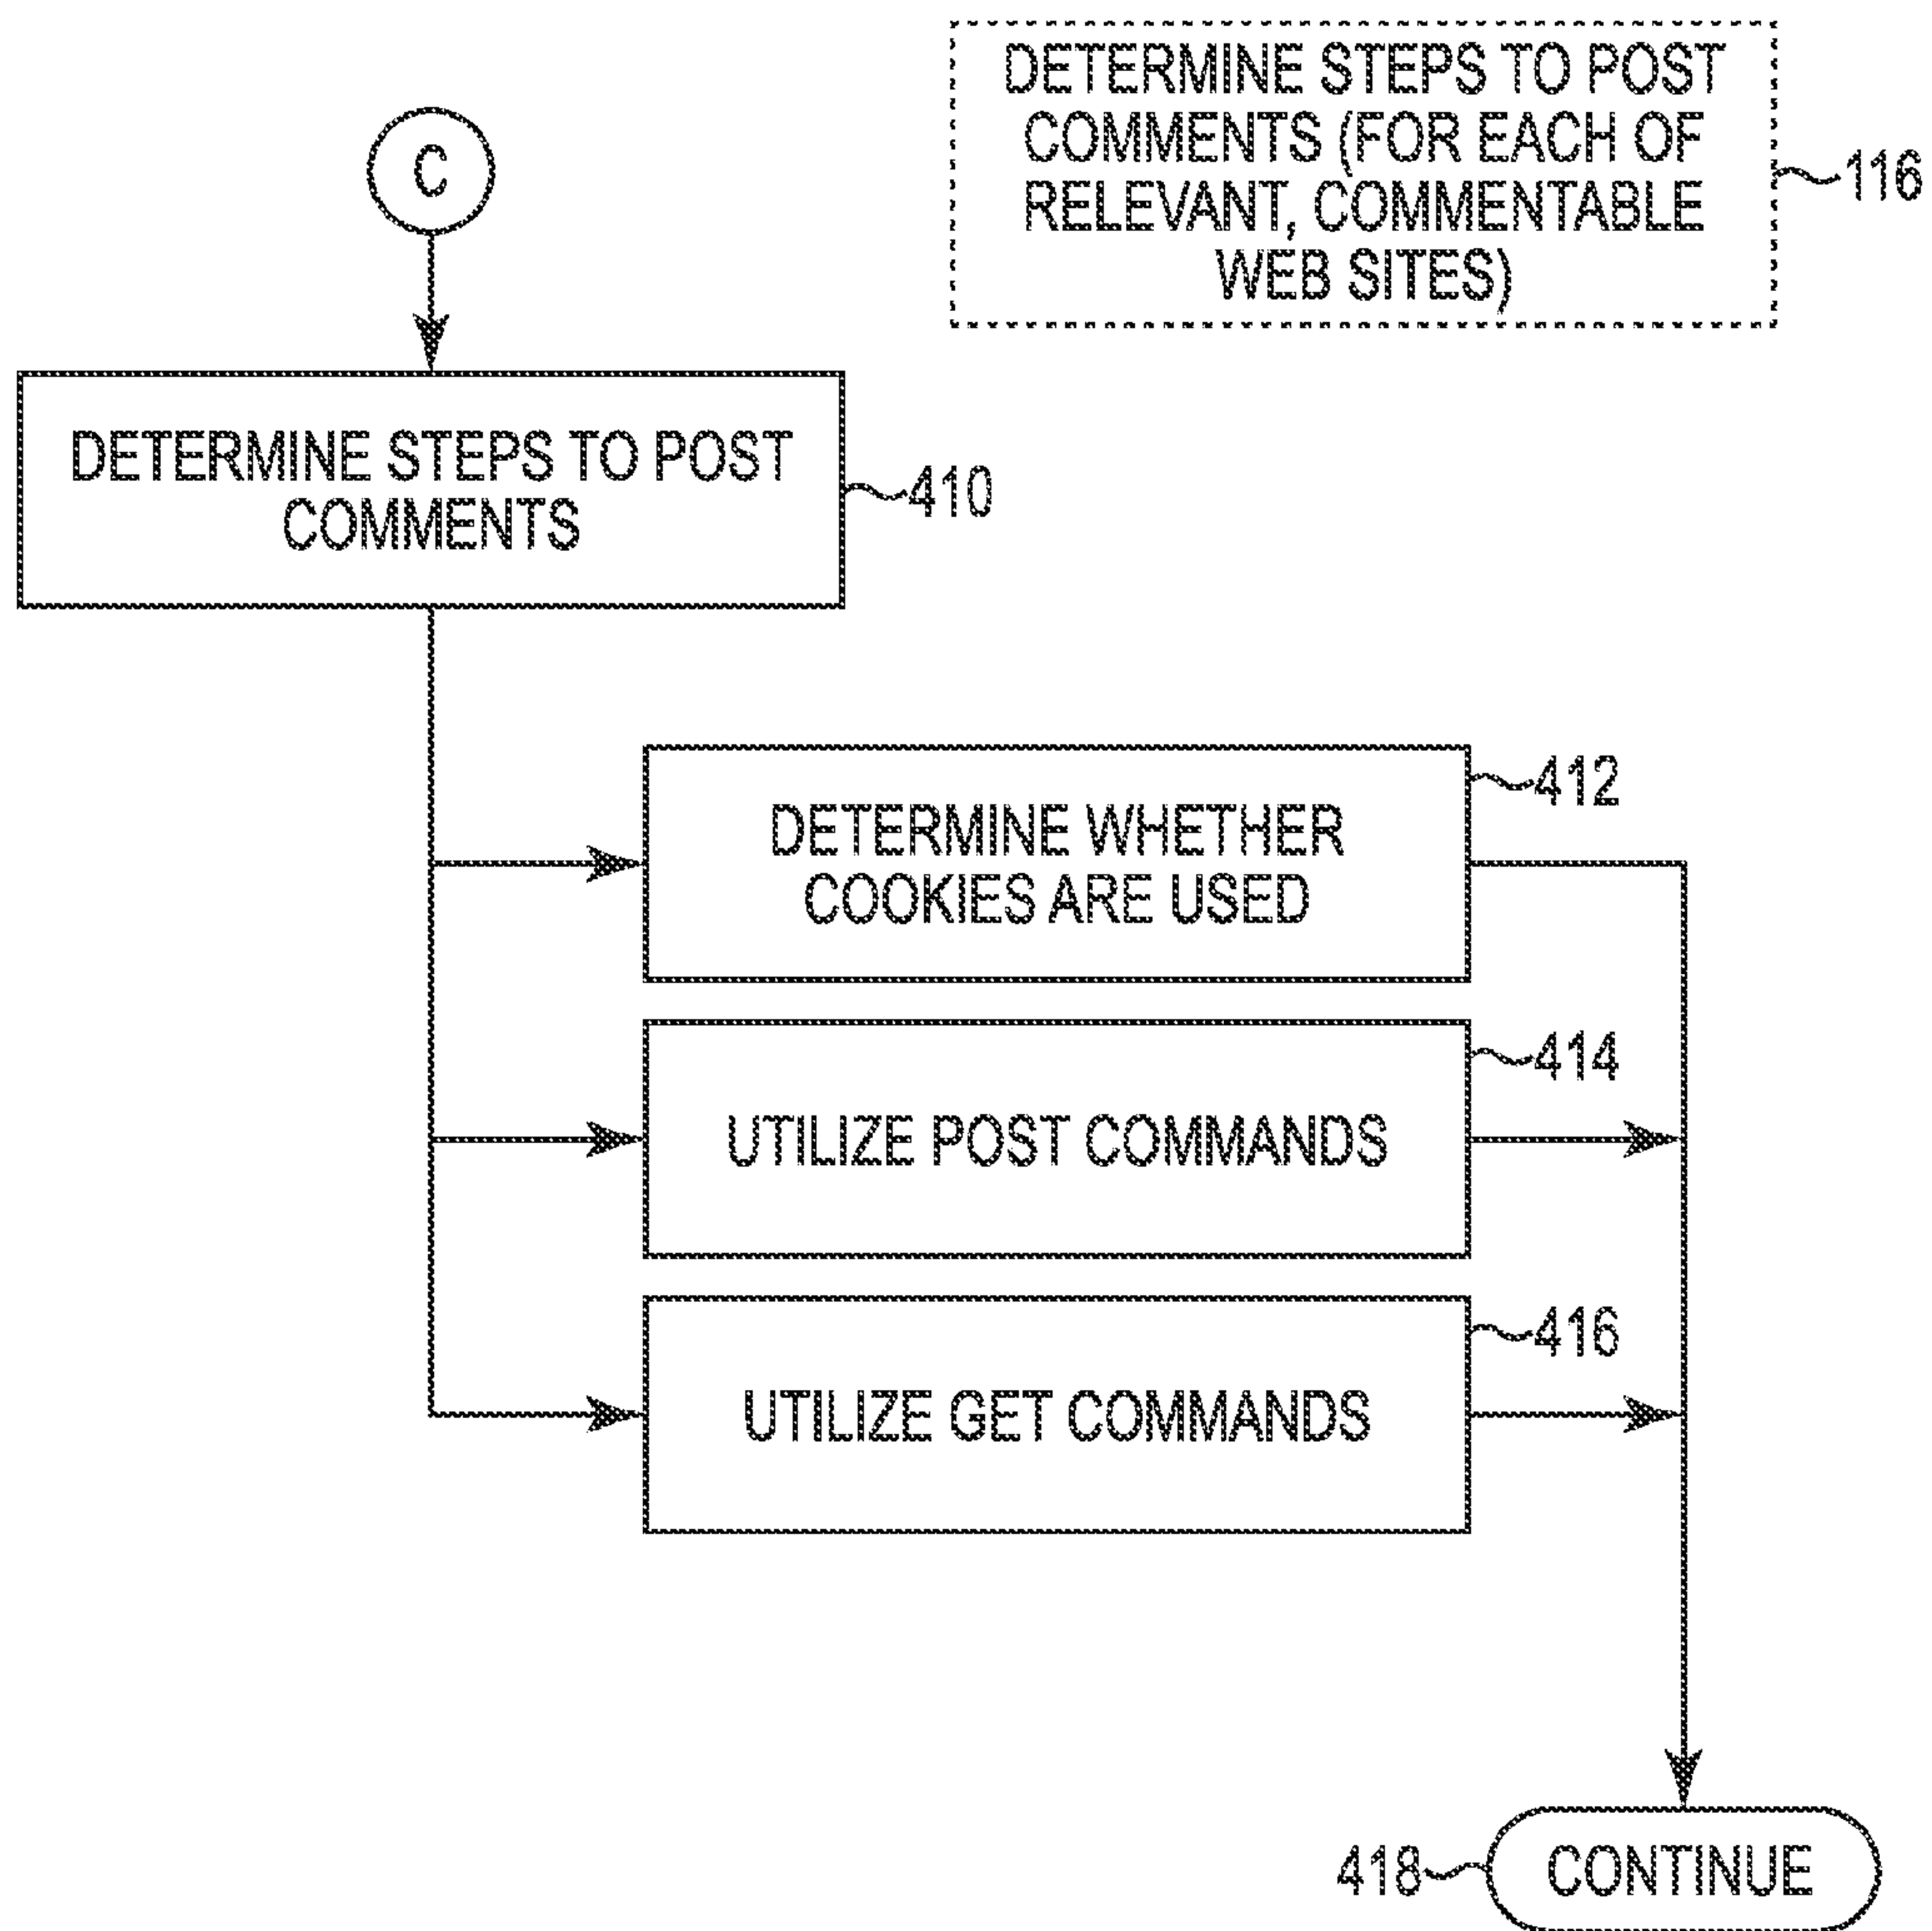 DETERMINE STEPS TO POST
COMMENTS (FOR EACH OF
RELEVANT, COMMENTABLE
WEB SITES)
116
C
DETERMINE STEPS TO POST
COMMENTS
410
412
DETERMINE WHETHER
COOKIES ARE USED
414
UTILIZE POST COMMANDS
416
UTILIZE GET COMMANDS
418
CONTINUE